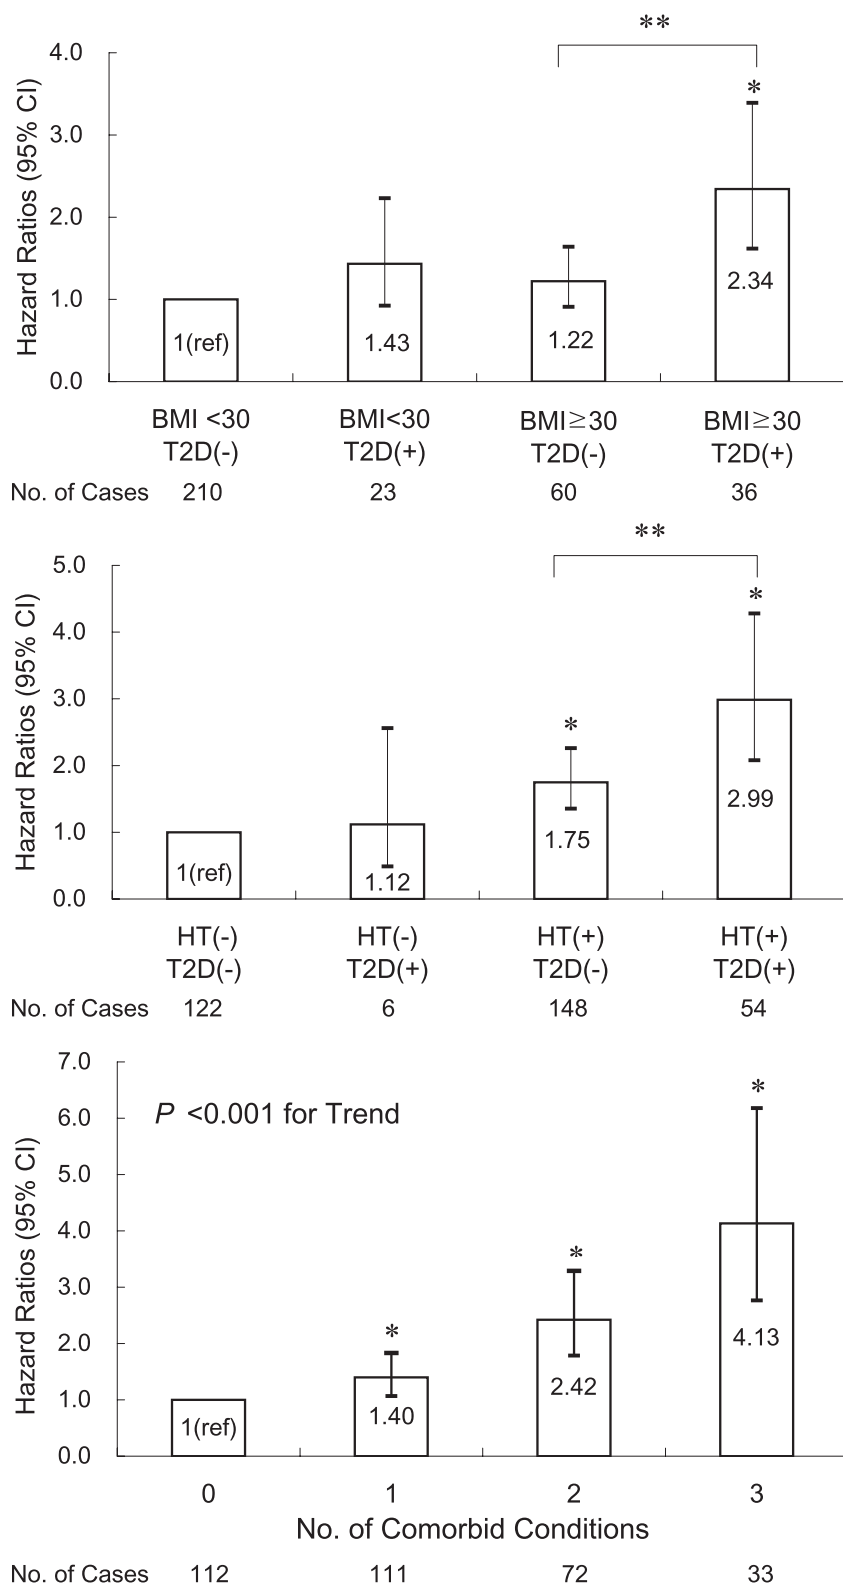 **
4.0
*
3.0
2.0
1.0
0.0
Hazard Ratios (95% CI)
1(ref) 1.43 1.22 2.34
BMI <30 BMI<30 BMI≥30 BMI≥30
T2D(-) T2D(+) T2D(-) T2D(+)
No. of Cases 210 23 60 36
**
5.0
*
4.0
3.0
*
2.0
1.0
0.0
Hazard Ratios (95% CI)
1(ref) 1.12 1.75 2.99
HT(-) HT(-) HT(+) HT(+)
T2D(-) T2D(+) T2D(-) T2D(+)
No. of Cases 122 6 148 54
7.0
*
P <0.001 for Trend
6.0
5.0
4.0
*
3.0
*
2.0
1.0
0.0
Hazard Ratios (95% CI)
1(ref) 1.40 2.42 4.13
0 1 2 3
No. of Comorbid Conditions
No. of Cases 112 111 72 33